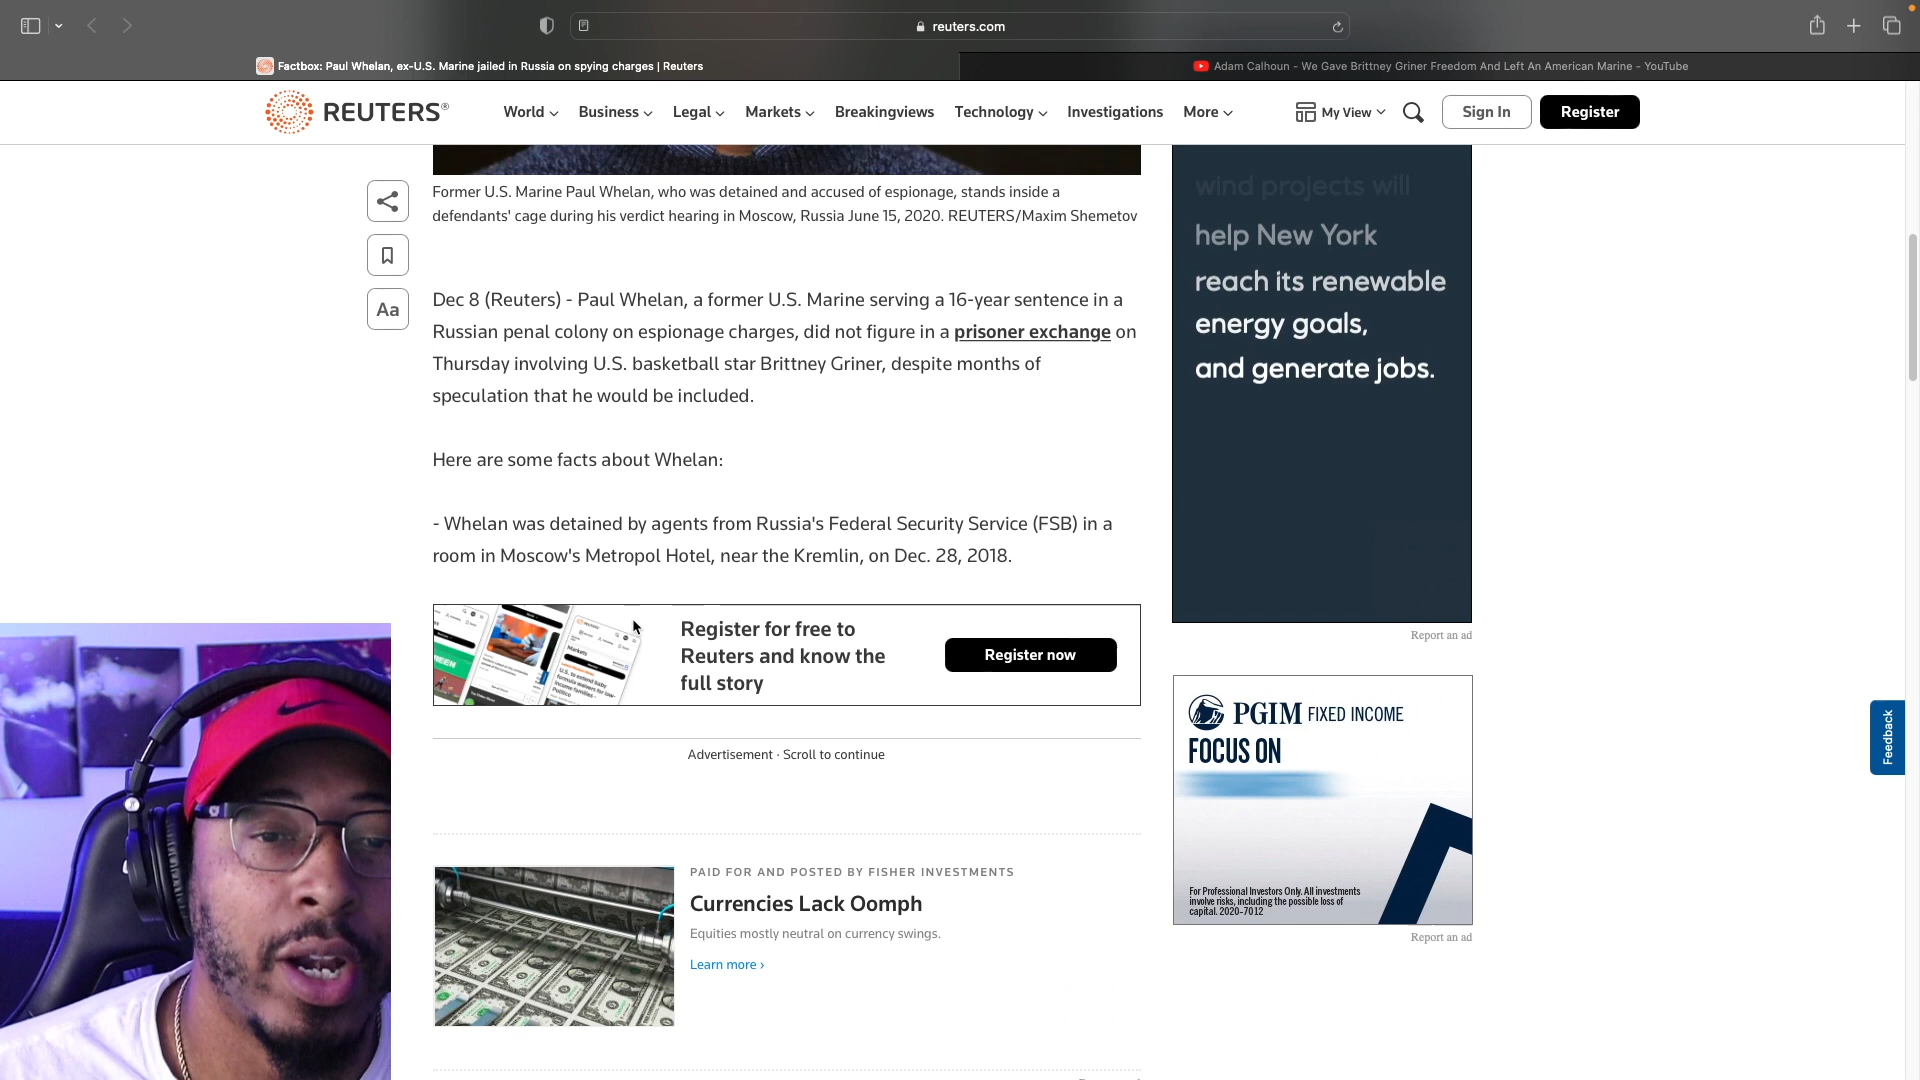 reuters.com
Factbox: Paul Whelan, ex-U.S. Marine jailed in Russia on spying charges | Reuters
Adam Calhoun - We Gave Brittney Griner Freedom And Left An American Marine - YouTube
REUTERS®
World
Business
Legal
Markets
Breakingviews
Technology
Investigations
More
My View
Sign In
Register
Former U.S. Marine Paul Whelan, who was detained and accused of espionage, stands inside a
defendants' cage during his verdict hearing in Moscow, Russia June 15, 2020. REUTERS/Maxim Shemetov
Aa
Dec 8 (Reuters) - Paul Whelan, a former U.S. Marine serving a 16-year sentence in a
Russian penal colony on espionage charges, did not figure in a prisoner exchange on
Thursday involving U.S. basketball star Brittney Griner, despite months of
speculation that he would be included.
Here are some facts about Whelan:
- Whelan was detained by agents from Russia's Federal Security Service (FSB) in a
room in Moscow's Metropol Hotel, near the Kremlin, on Dec. 28, 2018.
Register for free to
Reuters and know the
full story
Register now
Advertisement · Scroll to continue
PAID FOR AND POSTED BY FISHER INVESTMENTS
Currencies Lack Oomph
Equities mostly neutral on currency swings.
Learn more ›
wind projects will
help New York
reach its renewable
energy goals,
and generate jobs.
Report an ad
PGIM FIXED INCOME
FOCUS ON
For Professional Investors Only. All investments
involve risks, including the possible loss of
capital. 2020-7012
Report an ad
Feedback